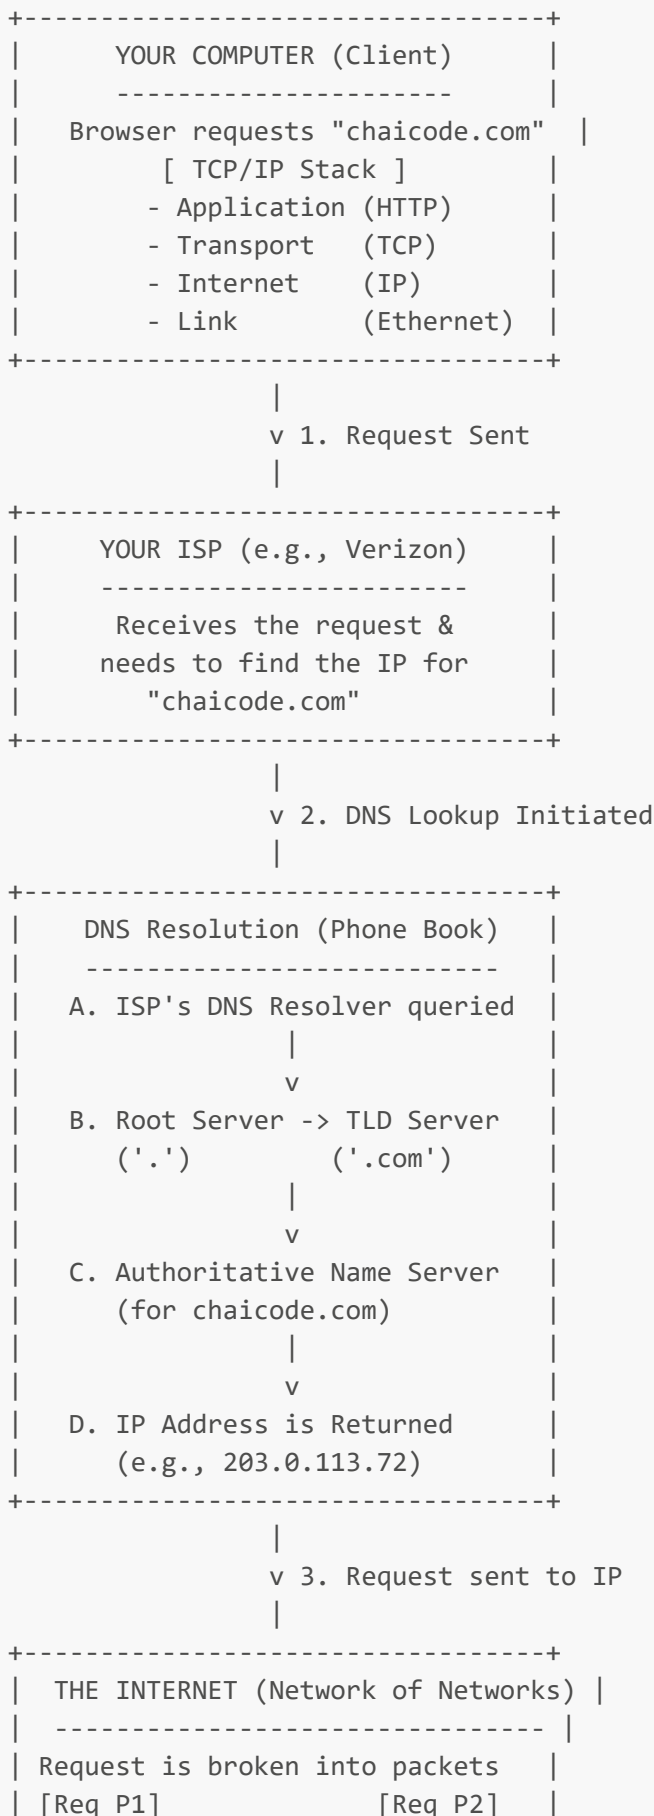 +----------------------------------+
|      YOUR COMPUTER (Client)      |
|      ----------------------      |
|   Browser requests "chaicode.com"  |
|         [ TCP/IP Stack ]         |
|        - Application (HTTP)      |
|        - Transport   (TCP)       |
|        - Internet    (IP)        |
|        - Link        (Ethernet)  |
+----------------------------------+
                 |
                 v 1. Request Sent
                 |
+----------------------------------+
|     YOUR ISP (e.g., Verizon)     |
|     ------------------------     |
|      Receives the request &      |
|     needs to find the IP for     |
|        "chaicode.com"            |
+----------------------------------+
                 |
                 v 2. DNS Lookup Initiated
                 |
+----------------------------------+
|    DNS Resolution (Phone Book)   |
|    ---------------------------   |
|   A. ISP's DNS Resolver queried  |
|                 |                |
|                 v                |
|   B. Root Server -> TLD Server   |
|      ('.')         ('.com')      |
|                 |                |
|                 v                |
|   C. Authoritative Name Server   |
|      (for chaicode.com)          |
|                 |                |
|                 v                |
|   D. IP Address is Returned      |
|      (e.g., 203.0.113.72)        |
+----------------------------------+
                 |
                 v 3. Request sent to IP
                 |
+----------------------------------+
|  THE INTERNET (Network of Networks) |
|  -------------------------------- |
| Request is broken into packets   |
| [Req P1]              [Req P2]   |